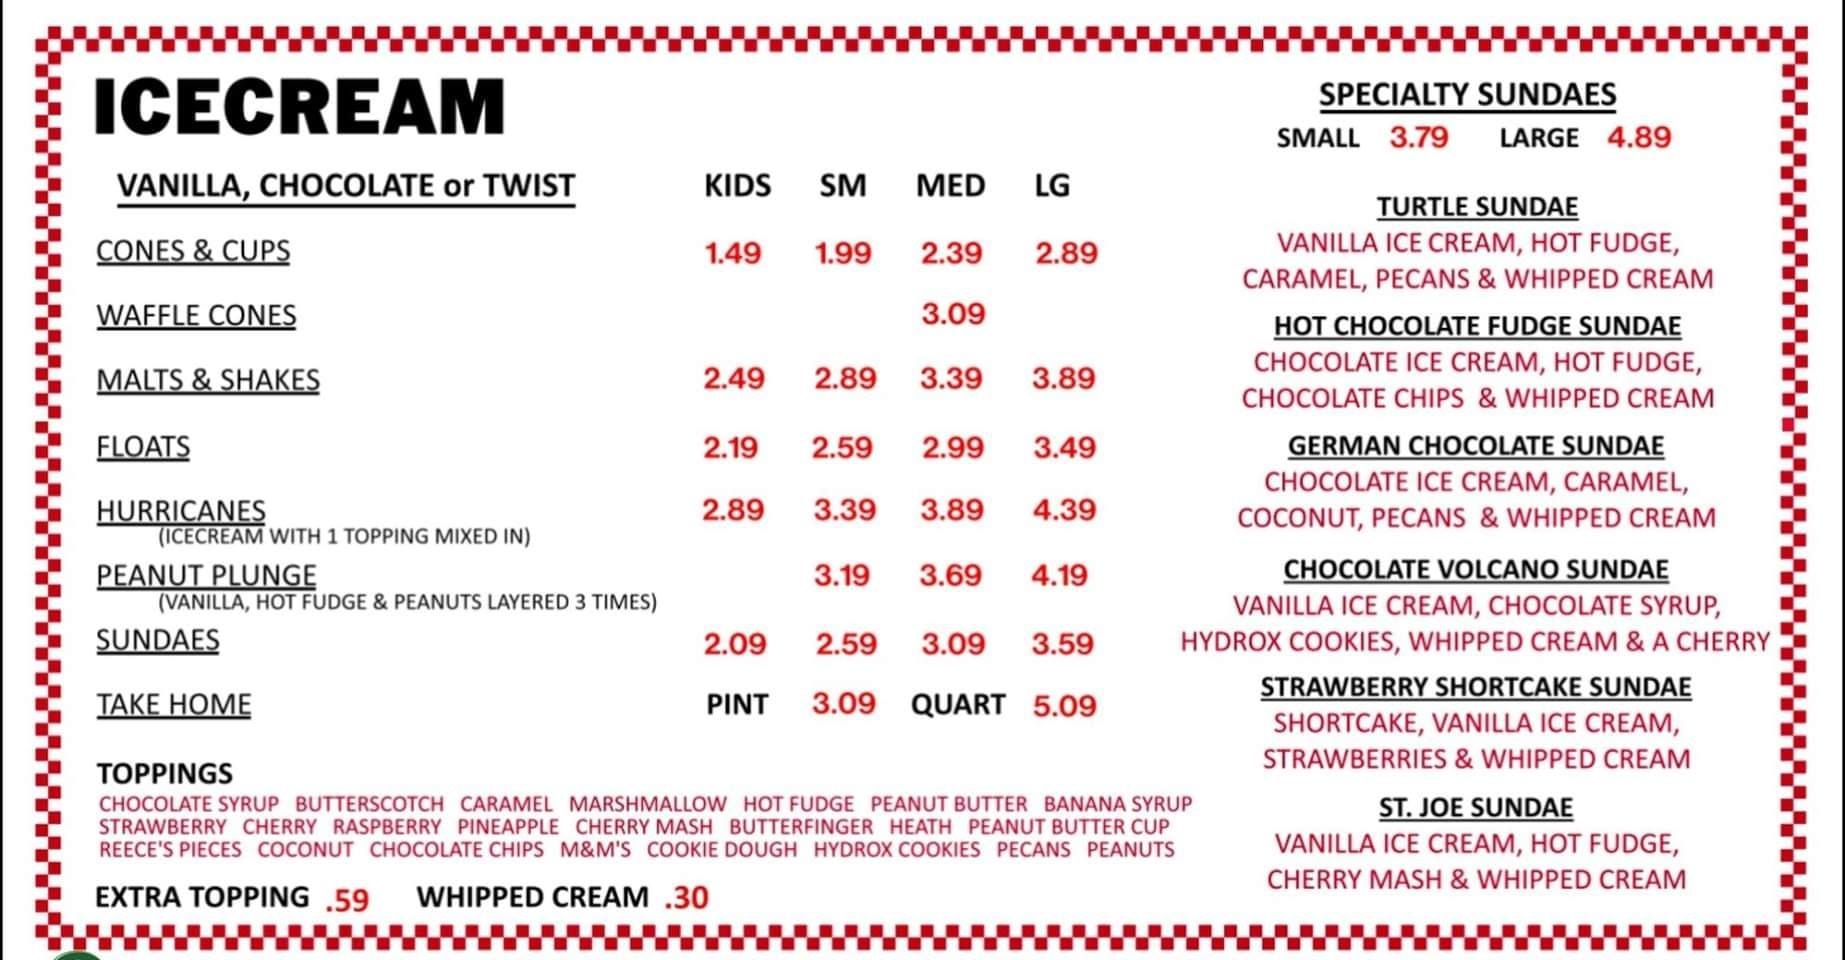 ICECREAM
VANILLA, CHOCOLATE or TWIST KIDS SM MED LG
CONES & CUPS 1.49 1.99 2.39 2.89
WAFFLE CONES 3.09
MALTS & SHAKES 2.49 2.89 3.39 3.89
FLOATS 2.19 2.59 2.99 3.49
HURRICANES 2.89 3.39 3.89 4.39
(ICECREAM WITH 1 TOPPING MIXED IN)
PEANUT PLUNGE 3.19 3.69 4.19
(VANILLA, HOT FUDGE & PEANUTS LAYERED 3 TIMES)
SUNDAES 2.09 2.59 3.09 3.59
TAKE HOME PINT 3.09 QUART 5.09
TOPPINGS
CHOCOLATE SYRUP BUTTERSCOTCH CARAMEL MARSHMALLOW HOT FUDGE PEANUT BUTTER BANANA SYRUP
STRAWBERRY CHERRY RASPBERRY PINEAPPLE CHERRY MASH BUTTERFINGER HEATH PEANUT BUTTER CUP
REECE'S PIECES COCONUT CHOCOLATE CHIPS M&M'S COOKIE DOUGH HYDROX COOKIES PECANS PEANUTS
EXTRA TOPPING .59 WHIPPED CREAM .30
SPECIALTY SUNDAES
SMALL 3.79 LARGE 4.89
TURTLE SUNDAE
VANILLA ICE CREAM, HOT FUDGE,
CARAMEL, PECANS & WHIPPED CREAM
HOT CHOCOLATE FUDGE SUNDAE
CHOCOLATE ICE CREAM, HOT FUDGE,
CHOCOLATE CHIPS & WHIPPED CREAM
GERMAN CHOCOLATE SUNDAE
CHOCOLATE ICE CREAM, CARAMEL,
COCONUT, PECANS & WHIPPED CREAM
CHOCOLATE VOLCANO SUNDAE
VANILLA ICE CREAM, CHOCOLATE SYRUP,
HYDROX COOKIES, WHIPPED CREAM & A CHERRY
STRAWBERRY SHORTCAKE SUNDAE
SHORTCAKE, VANILLA ICE CREAM,
STRAWBERRIES & WHIPPED CREAM
ST. JOE SUNDAE
VANILLA ICE CREAM, HOT FUDGE,
CHERRY MASH & WHIPPED CREAM